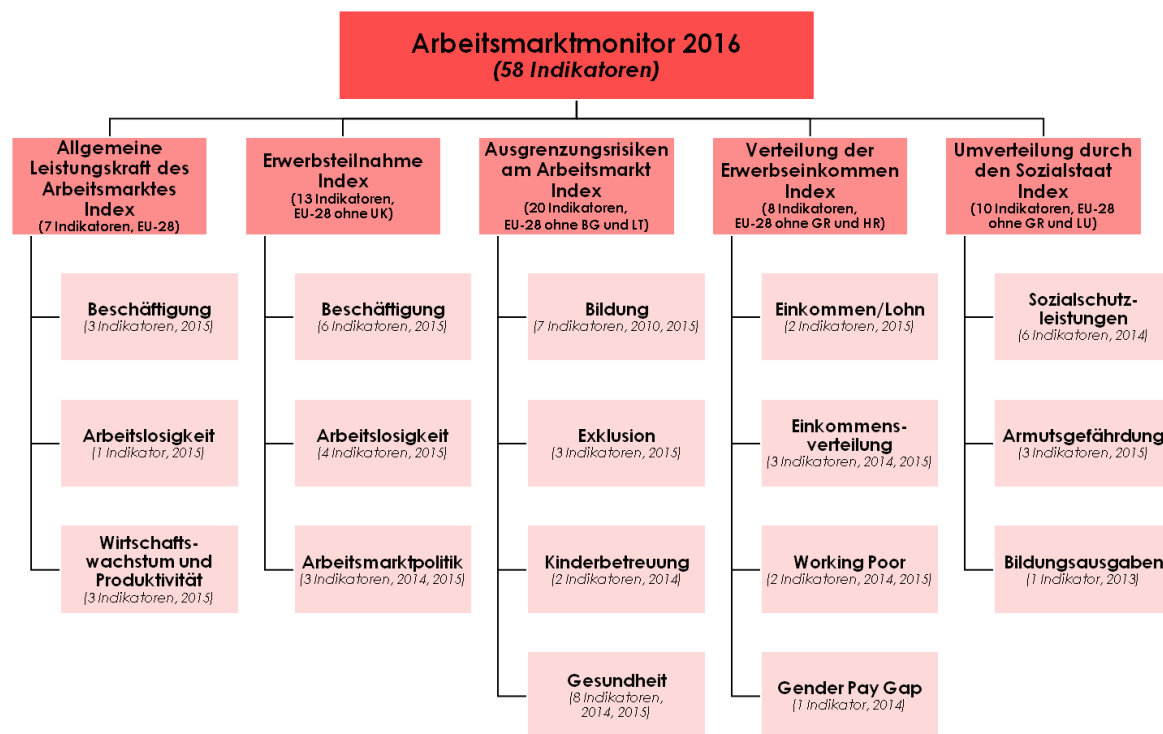 Arbeitsmarktmonitor 2016
(58 Indikatoren)
Allgemeine
Leistungskraft des
Arbeitsmarktes
Index
(7 Indikatoren, EU-28)
Beschäftigung
(3 Indikatoren, 2015)
Arbeitslosigkeit
(1 Indikator, 2015)
Wirtschafts-
wachstum und
Produktivität
(3 Indikatoren, 2015)
Erwerbsteilnahme
Index
(13 Indikatoren,
EU-28 ohne UK)
Beschäftigung
(6 Indikatoren, 2015)
Arbeitslosigkeit
(4 Indikatoren, 2015)
Arbeitsmarktpolitik
(3 Indikatoren, 2014, 2015)
Ausgrenzungsrisiken
am Arbeitsmarkt
Index
(20 Indikatoren,
EU-28 ohne BG und LT)
Bildung
(7 Indikatoren, 2010, 2015)
Exklusion
(3 Indikatoren, 2015)
Kinderbetreuung
(2 Indikatoren, 2014)
Gesundheit
(8 Indikatoren,
2014, 2015)
Verteilung der
Erwerbseinkommen
Index
(8 Indikatoren,
EU-28 ohne GR und HR)
Einkommen/Lohn
(2 Indikatoren, 2015)
Einkommens-
verteilung
(3 Indikatoren, 2014, 2015)
Working Poor
(2 Indikatoren, 2014, 2015)
Gender Pay Gap
(1 Indikator, 2014)
Umverteilung durch
den Sozialstaat
Index
(10 Indikatoren, EU-28
ohne GR und LU)
Sozialschutz-
leistungen
(6 Indikatoren, 2014)
Armutsgefährdung
(3 Indikatoren, 2015)
Bildungsausgaben
(1 Indikator, 2013)